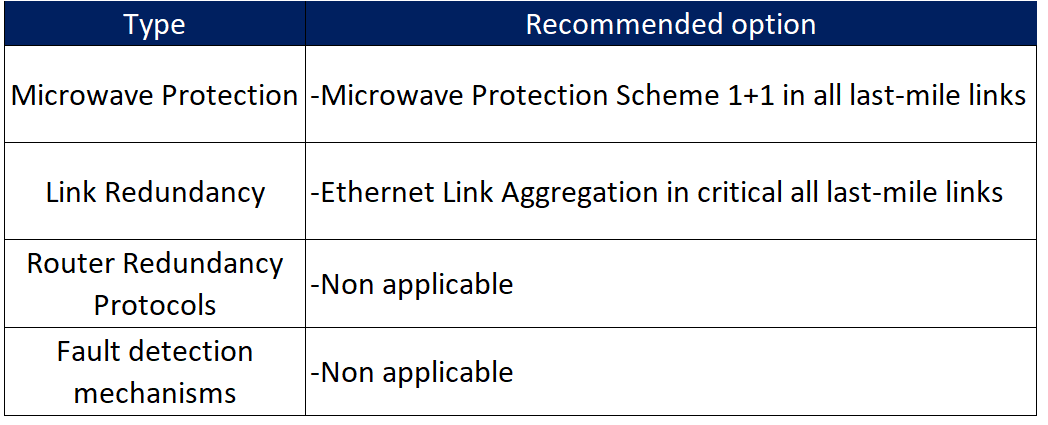 Type
Recommended option
Microwave Protection
-Microwave Protection Scheme 1+1 in all last-mile links
Link Redundancy
-Ethernet Link Aggregation in critical all last-mile links
Router Redundancy
Protocols
-Non applicable
Fault detection
mechanisms
-Non applicable